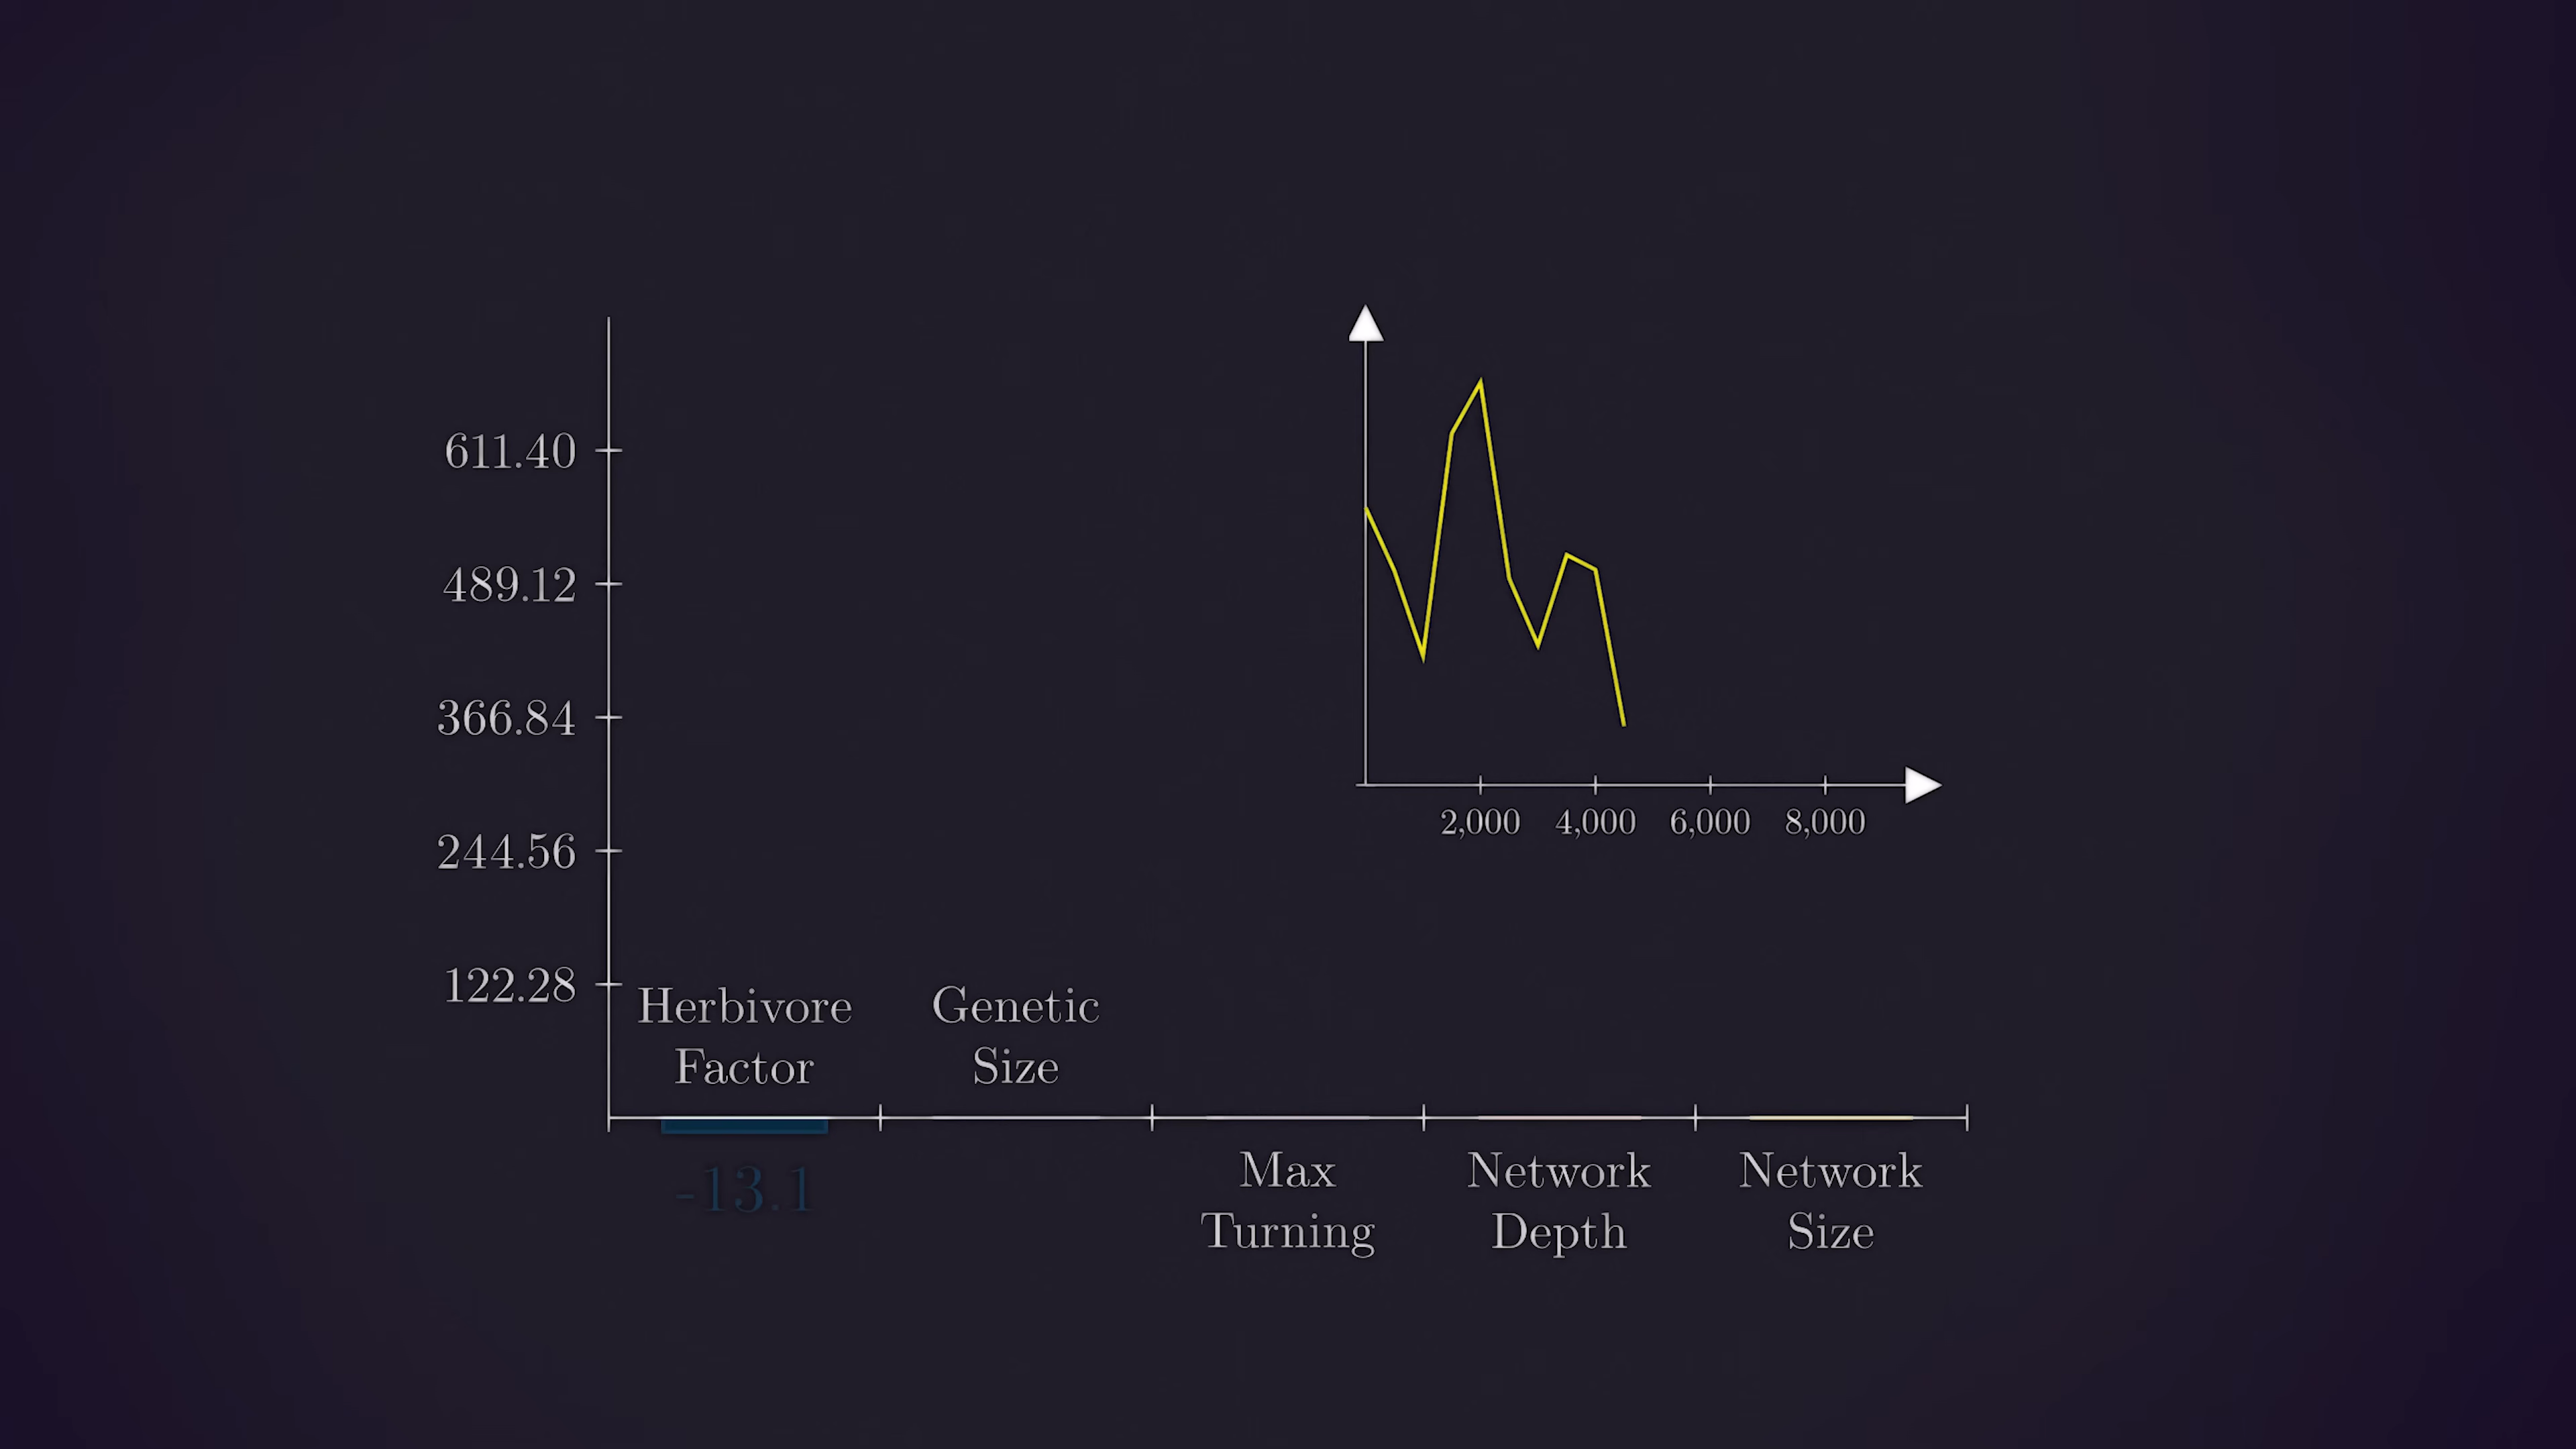 611.40
489.12
366.84
244.56
122.28
2,000 4,000 6,000 8,000
Herbivore
Factor
Genetic
Size
-13.1
Max
Turning
Network
Depth
Network
Size